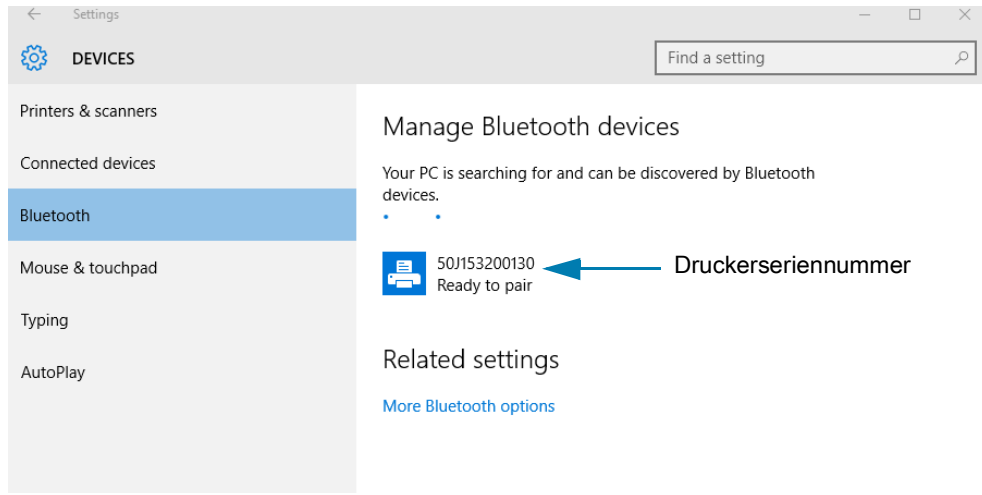 Settings
DEVICES
Find a setting
Printers & scanners
Connected devices
Bluetooth
Mouse & touchpad
Typing
AutoPlay
Manage Bluetooth devices
Your PC is searching for and can be discovered by Bluetooth
devices.
50J153200130
Druckerseriennummer
Ready to pair
Related settings
More Bluetooth options